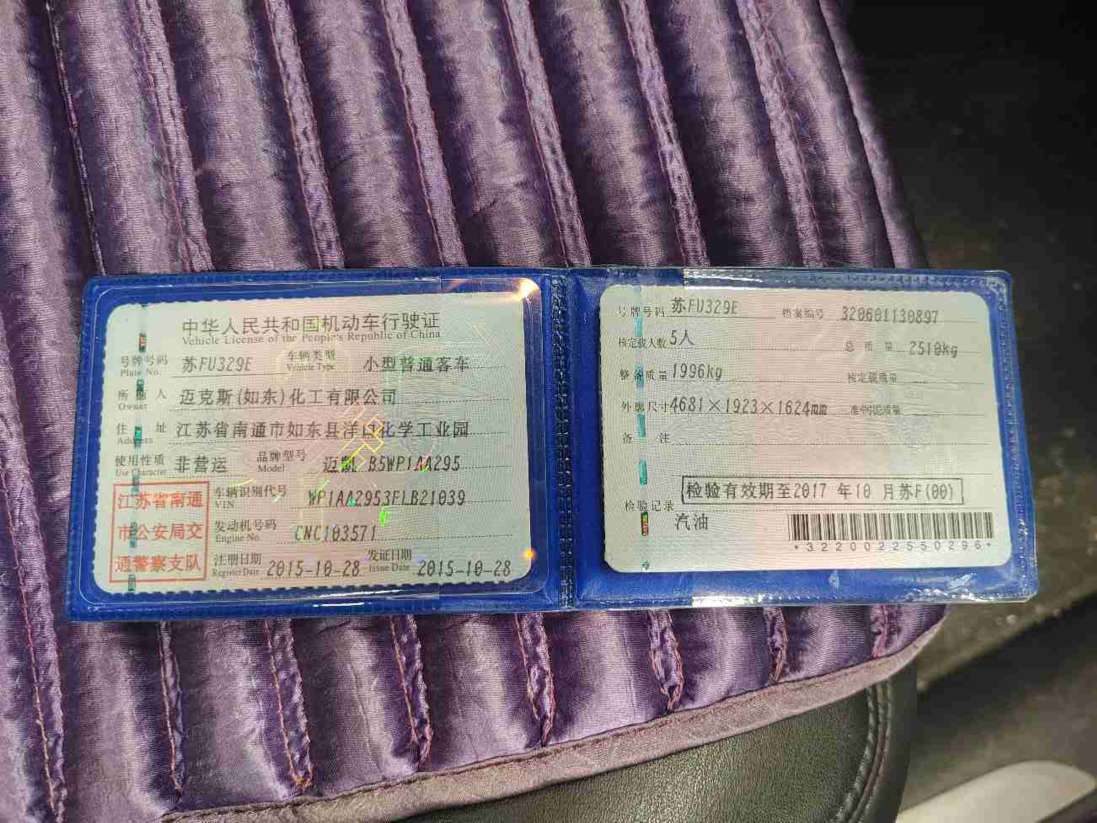 中华人民共和国机动车行驶证
Vehicle License of the People's Republic of China
号牌号码 苏FU329E 车辆类型 小型普通客车
Plate No. Vehicle Type
所有人 迈克斯(如东)化工有限公司
Owner
住址 江苏省南通市如东县洋口化学工业园
Address
使用性质 非营运 品牌型号 迈凯 B5WP1AA295
Use Character Model
江苏省南通
市公安局交
通警察支队
车辆识别代号 WP1AA2953FLB21039
VIN
发动机号码 CNC103571
Engine No.
注册日期 2015-10-28 发证日期 2015-10-28
Register Date Issue Date
号牌号码 苏FU329E 档案编号 320601130897
核定载人数 5人 总质量 2510kg
整备质量 1996kg 核定载质量
外廓尺寸 4681×1923×1624mm 准牵引总质量
备注
检验有效期至2017 年10 月苏F(00)
检验记录
汽油
*3220022550296*